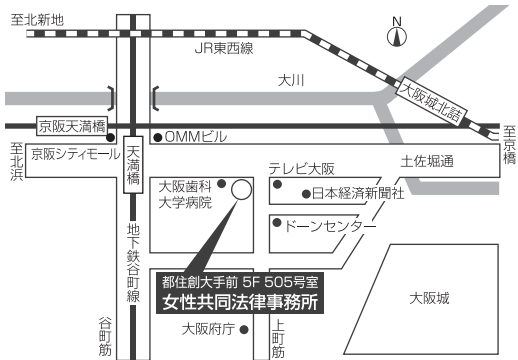 至北新地
N
JR東西線
大川
大阪城北詰
京阪天満橋
OMMビル
至京橋
至北浜
京阪シティモール
天満橋
土佐堀通
テレビ大阪
大阪歯科
大学病院
日本経済新聞社
ドーンセンター
地下鉄谷町線
都住創大手前 5F 505号室
女性共同法律事務所
大阪城
谷町筋
大阪府庁
上町筋